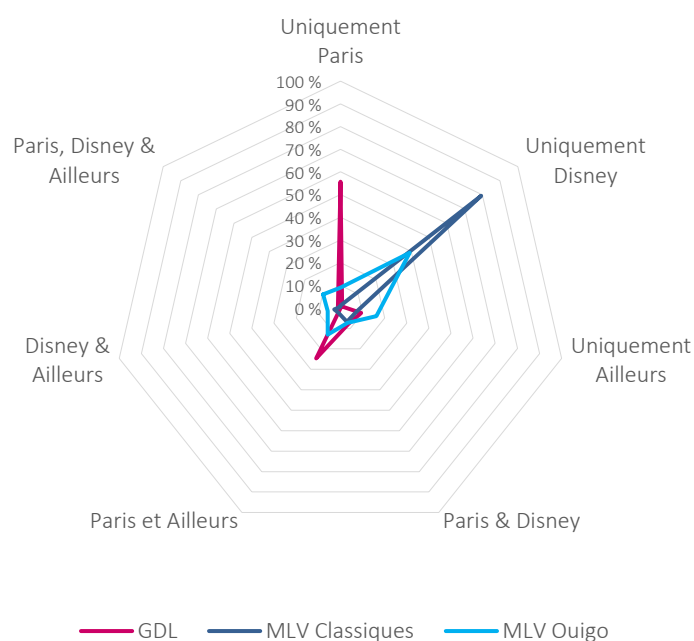 Uniquement
Paris
100 %
90 %
80 %
70 %
60 %
50 %
40 %
30 %
20 %
10 %
0 %
Uniquement
Disney
Uniquement
Ailleurs
Paris & Disney
Paris et Ailleurs
Disney &
Ailleurs
Paris, Disney &
Ailleurs
GDL
MLV Classiques
MLV Ouigo